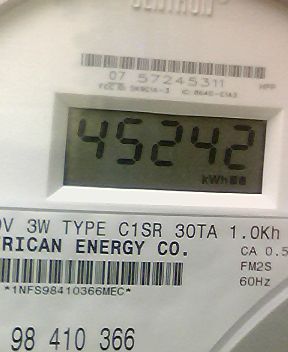 CENTRON®
07 57245311
45242
kWh
V 3W TYPE C1SR 30TA 1.0Kh
RICAN ENERGY CO.
CA 0.5
*1NFS98410366MEC*
FM2S
60Hz
98 410 366